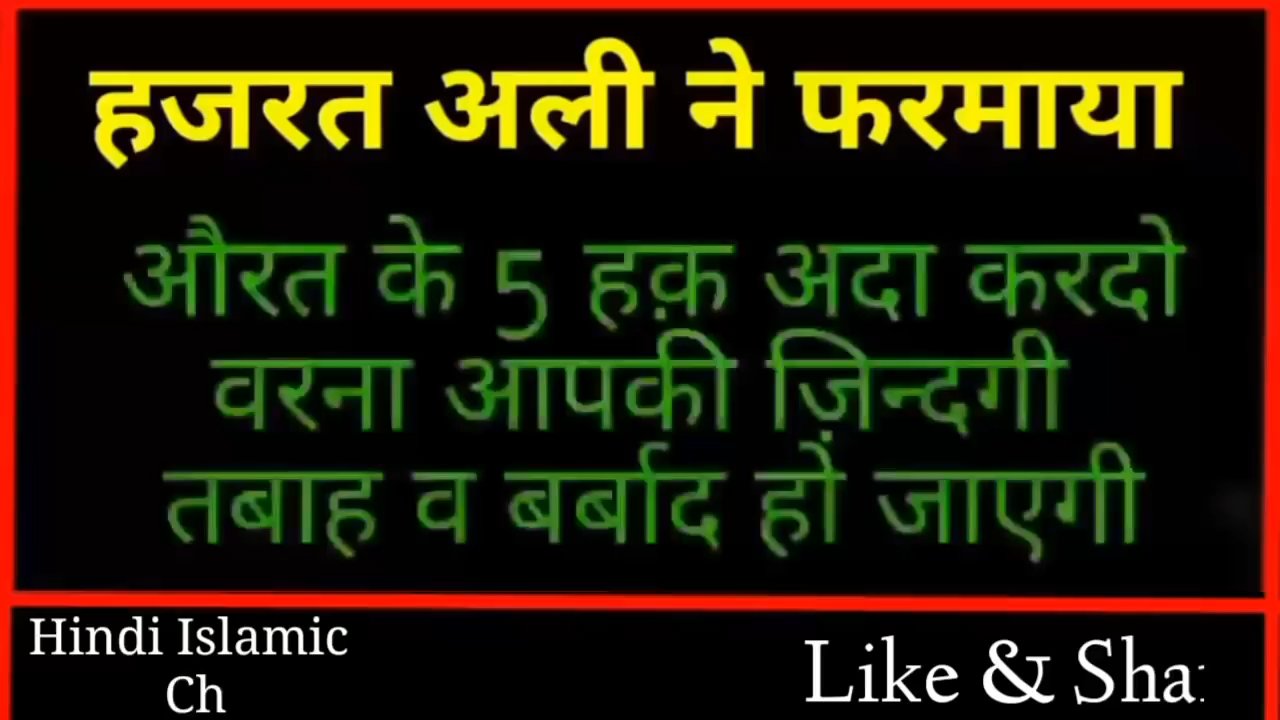 हजरत अली ने फरमाया
औरत के 5 हक़ अदा करदो
वरना आपकी ज़िन्दगी
तबाह व बर्बाद हो जाएगी
Hindi Islamic
Ch
Like & Sha